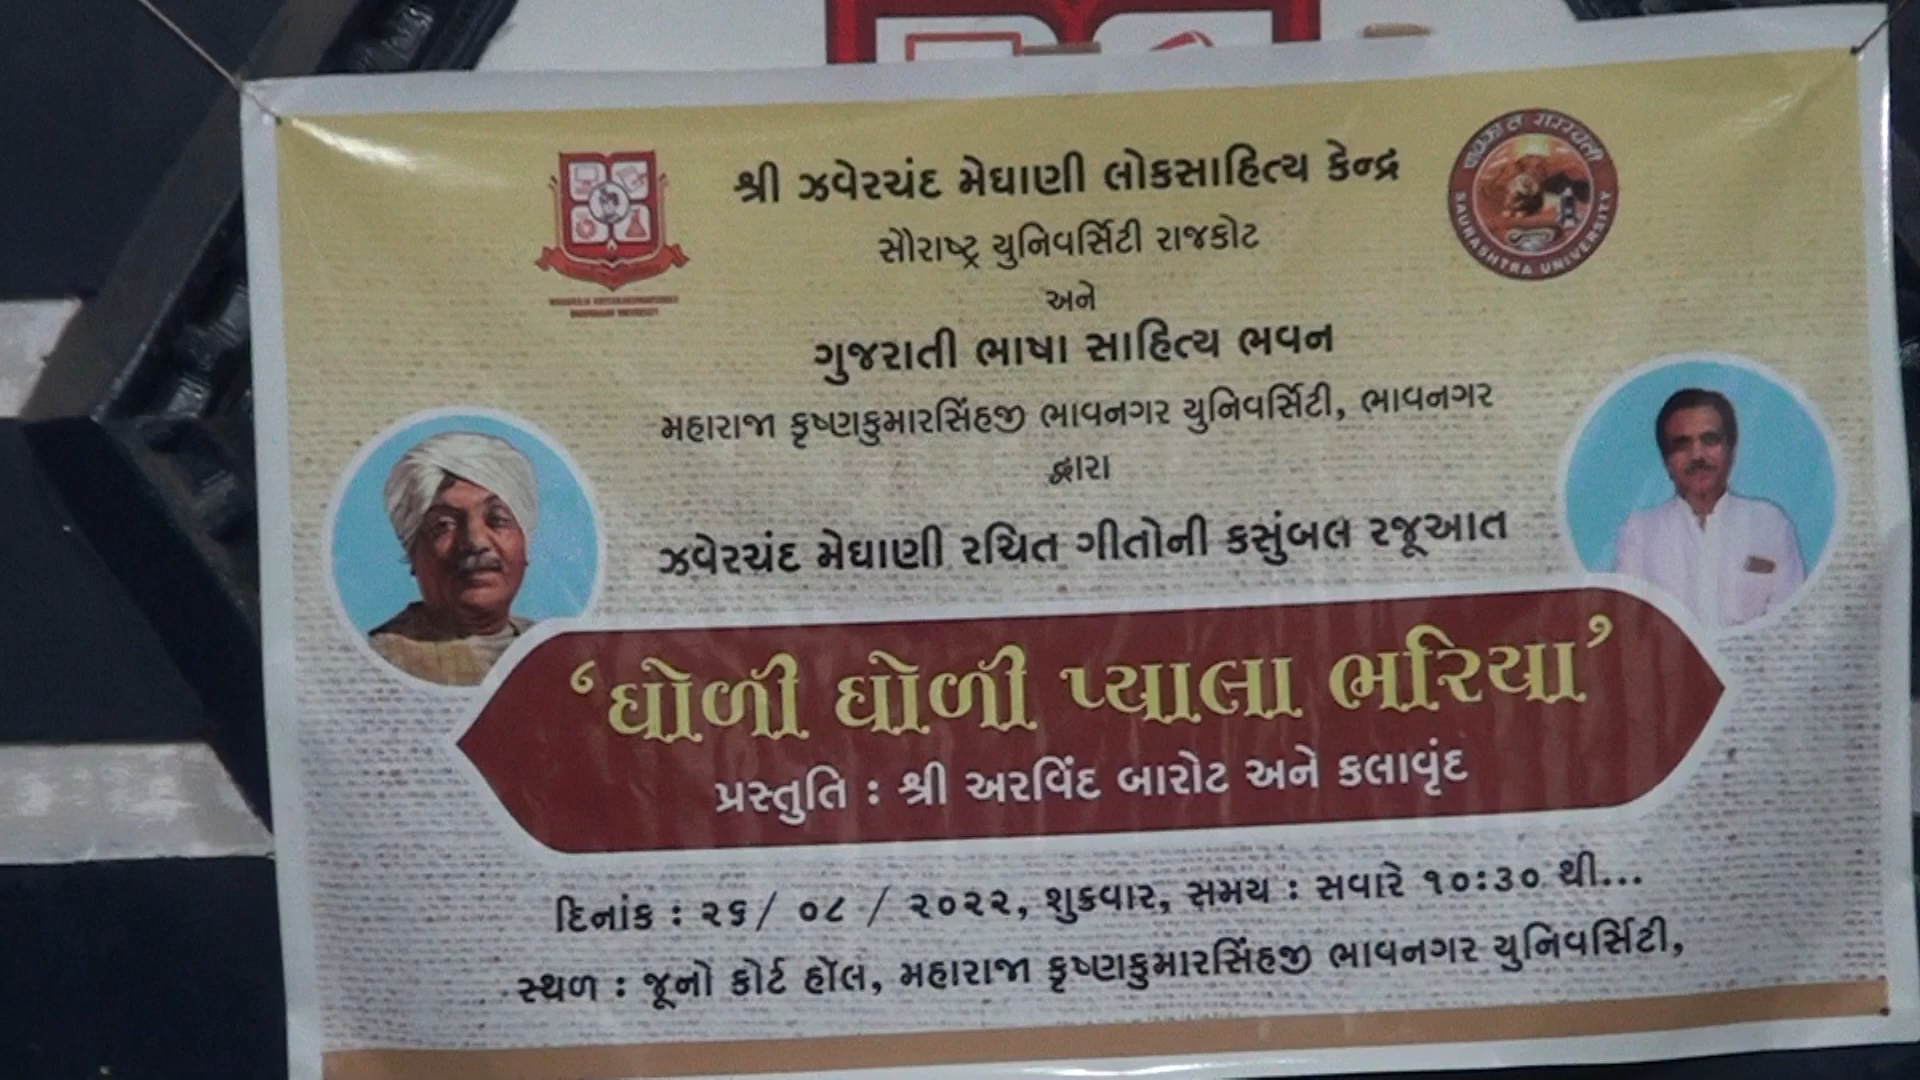 શ્રી ઝવેરચંદ મેઘાણી લોકસાહિત્ય કેન્દ્ર
સૌરાષ્ટ્ર યુનિવર્સિટી રાજકોટ
અને
ગુજરાતી ભાષા સાહિત્ય ભવન
મહારાજા કૃષ્ણકુમારસિંહજી ભાવનગર યુનિવર્સિટી, ભાવનગર
દ્વારા
ઝવેરચંદ મેઘાણી રચિત ગીતોની કસુંબલ રજૂઆત
‘ઘોળી ઘોળી પ્યાલા ભરિયા’
પ્રસ્તુતિ : શ્રી અરવિંદ બારોટ અને કલાવૃંદ
દિનાંક : ૨૬/ ૦૮ / ૨૦૨૨, શુક્રવાર, સમય : સવારે ૧૦:૩૦ થી...
સ્થળ : જૂનો કોર્ટ હૉલ, મહારાજા કૃષ્ણકુમારસિંહજી ભાવનગર યુનિવર્સિટી,
SAURASHTRA UNIVERSITY